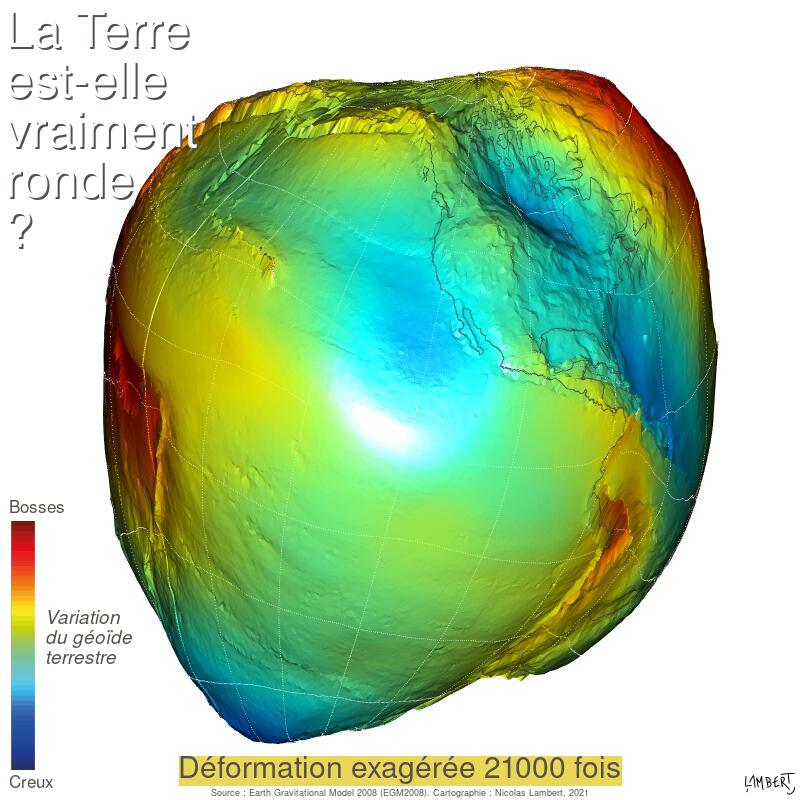 La Terre
est-elle
vraiment
ronde
?
Bosses
Variation
du géoïde
terrestre
Creux
Déformation exagérée 21000 fois
Source : Earth Gravitational Model 2008 (EGM2008). Cartographie : Nicolas Lambert, 2021
LAMBERT